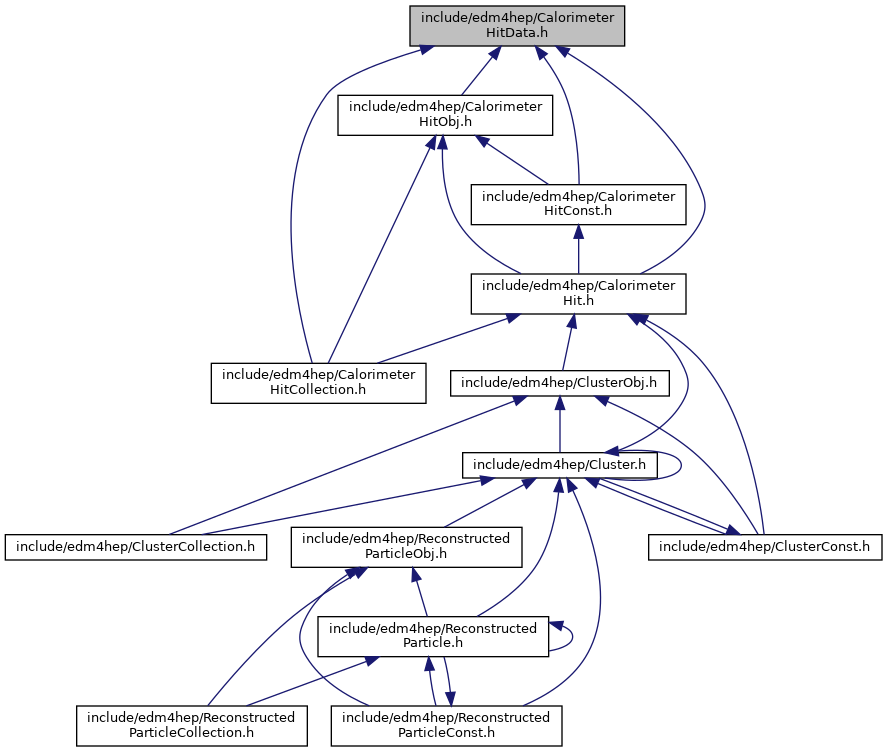 include/edm4hep/Calorimeter
HitData.h
include/edm4hep/Calorimeter
HitObj.h
include/edm4hep/Calorimeter
HitConst.h
include/edm4hep/Calorimeter
Hit.h
include/edm4hep/Calorimeter
HitCollection.h
include/edm4hep/ClusterObj.h
include/edm4hep/Cluster.h
include/edm4hep/ClusterCollection.h
include/edm4hep/Reconstructed
ParticleObj.h
include/edm4hep/ClusterConst.h
include/edm4hep/Reconstructed
Particle.h
include/edm4hep/Reconstructed
ParticleCollection.h
include/edm4hep/Reconstructed
ParticleConst.h